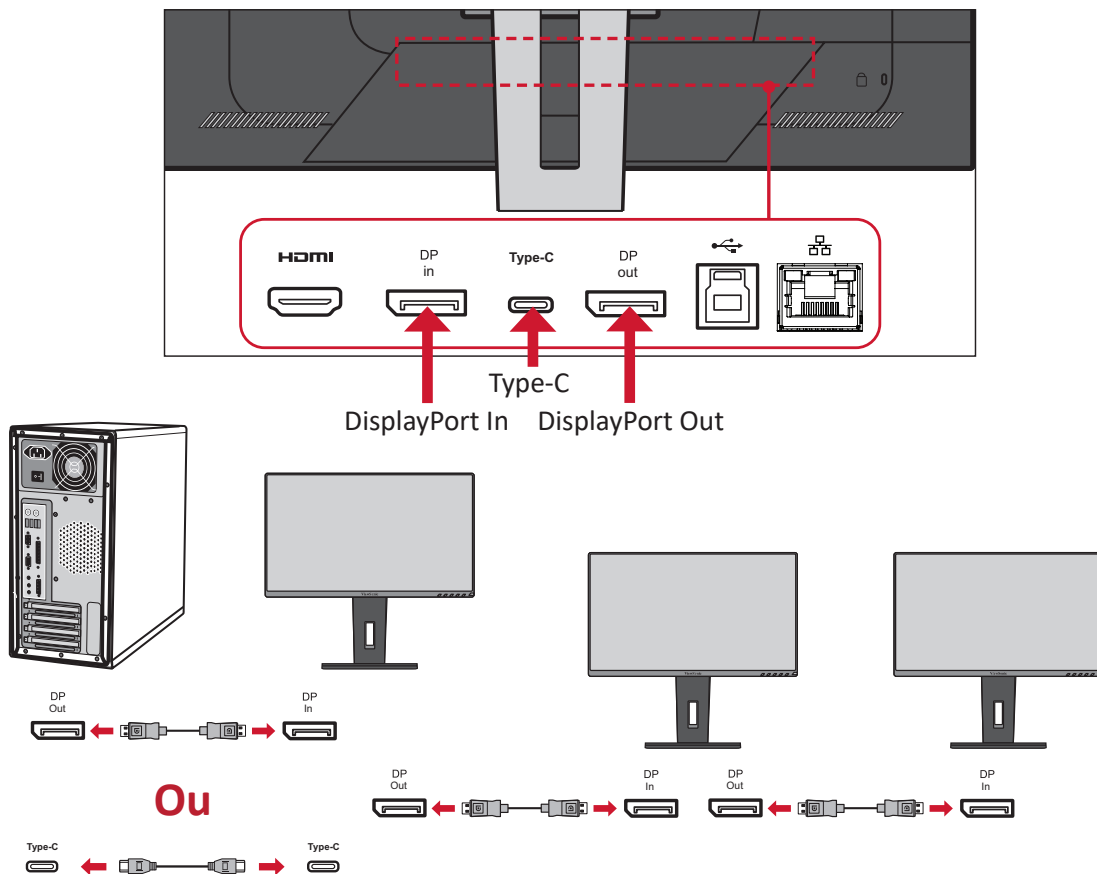 HDMI
DP
in
Type-C
DP
out
Type-C
DisplayPort In
DisplayPort Out
DP
Out
DP
In
Ou
Type-C
Type-C
DP
Out
DP
In
DP
Out
DP
In